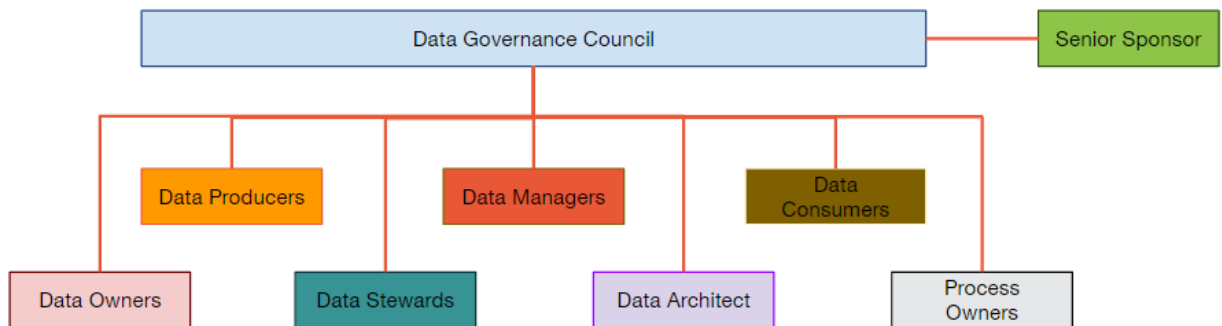 Data Governance Council
Senior Sponsor
Data Producers
Data Managers
Data
Consumers
Data Owners
Data Stewards
Data Architect
Process
Owners